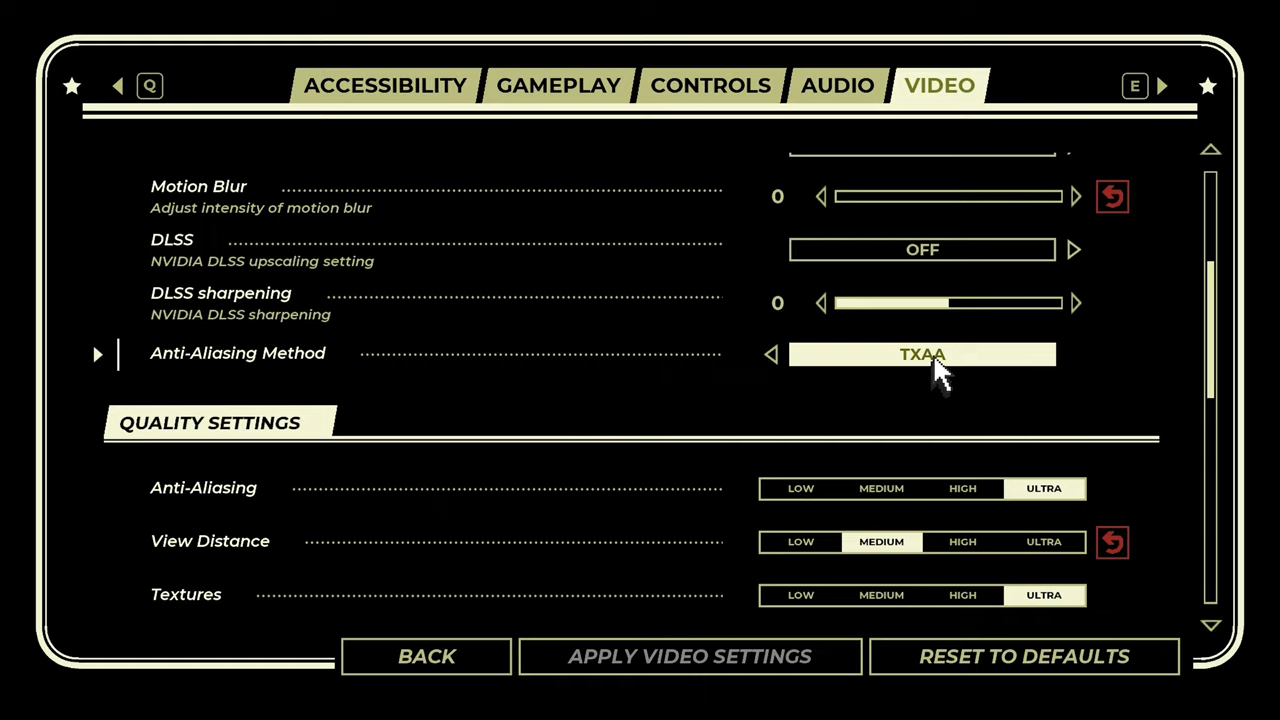 Q
ACCESSIBILITY
GAMEPLAY
CONTROLS
AUDIO
VIDEO
E
Motion Blur
0
Adjust intensity of motion blur
DLSS
OFF
NVIDIA DLSS upscaling setting
DLSS sharpening
0
NVIDIA DLSS sharpening
Anti-Aliasing Method
TXAA
QUALITY SETTINGS
Anti-Aliasing
LOW MEDIUM HIGH ULTRA
View Distance
LOW MEDIUM HIGH ULTRA
Textures
LOW MEDIUM HIGH ULTRA
BACK
APPLY VIDEO SETTINGS
RESET TO DEFAULTS